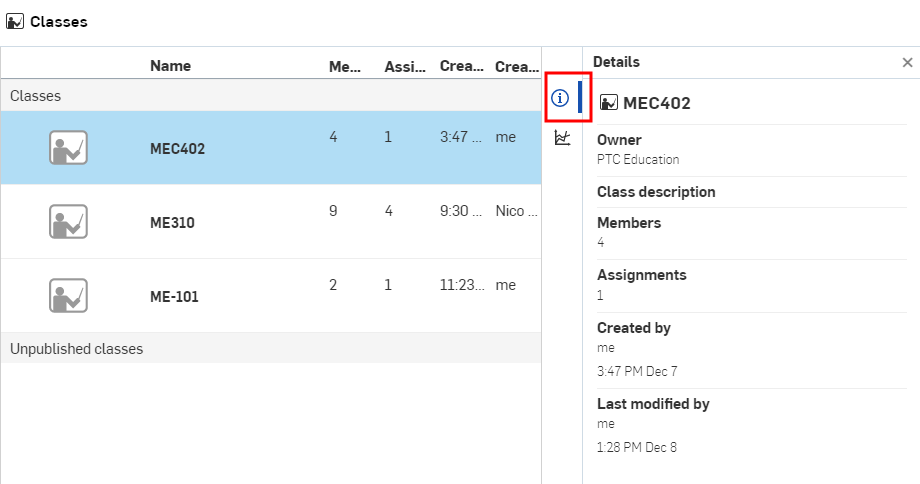 Classes
Name Me... Assi... Crea... Crea...
Classes
MEC402 4 1 3:47 ... me
ME310 9 4 9:30 ... Nico ...
ME-101 2 1 11:23... me
Unpublished classes
Details
MEC402
Owner
PTC Education
Class description
Members
4
Assignments
1
Created by
me
3:47 PM Dec 7
Last modified by
me
1:28 PM Dec 8